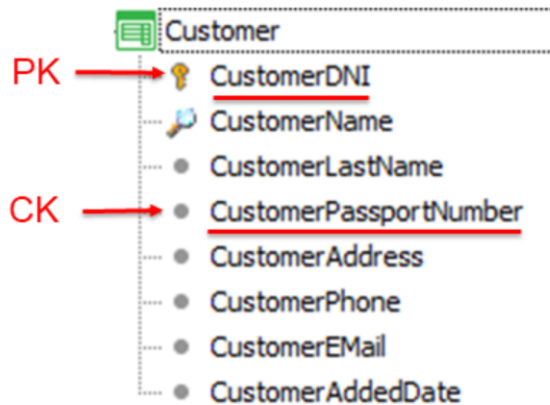 Customer
PK CustomerDNI
CustomerName
CustomerLastName
CK CustomerPassportNumber
CustomerAddress
CustomerPhone
CustomerEMail
CustomerAddedDate